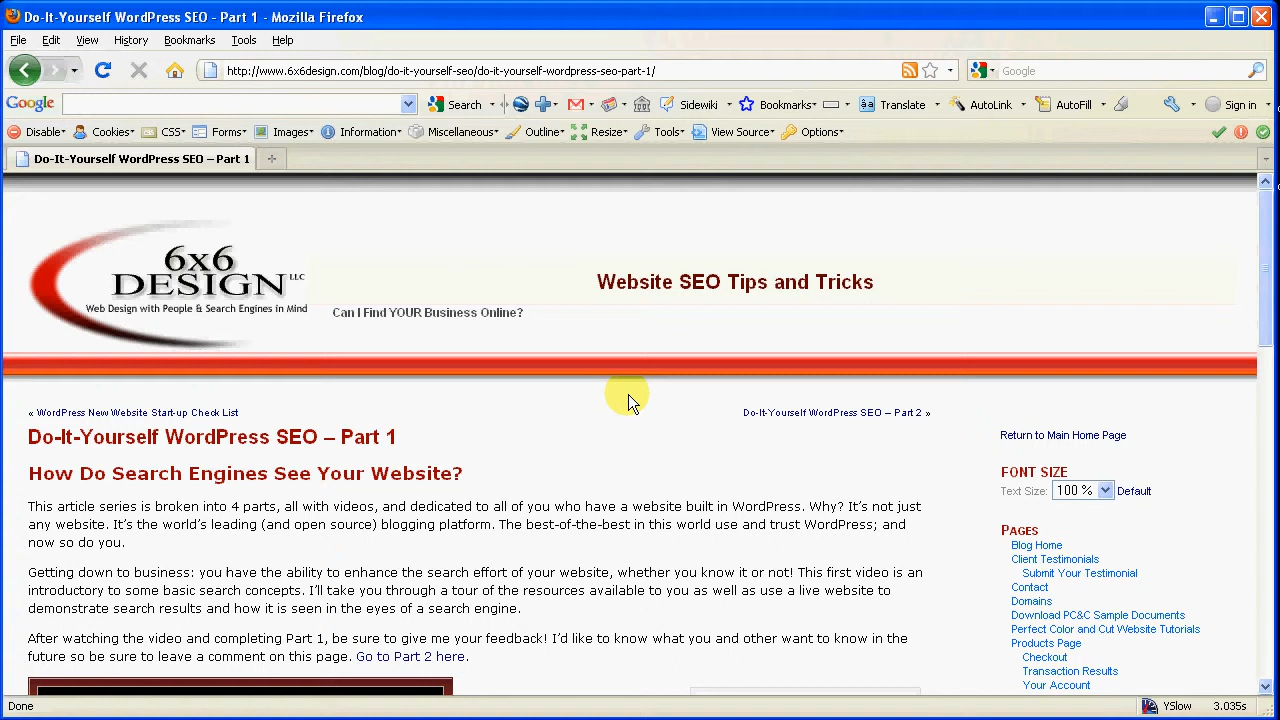 Do-It-Yourself WordPress SEO - Part 1 - Mozilla Firefox
File Edit View History Bookmarks Tools Help
http://www.6x6design.com/blog/do-it-yourself-seo/do-it-yourself-wordpress-seo-part-1/ Google
Google Search Sidewiki Bookmarks Translate AutoLink AutoFill Sign in
Disable Cookies CSS Forms Images Information Miscellaneous Outline Resize Tools View Source Options
Do-It-Yourself WordPress SEO – Part 1
6x6
DESIGN LLC
Web Design with People & Search Engines in Mind
Website SEO Tips and Tricks
Can I Find YOUR Business Online?
« WordPress New Website Start-up Check List
Do-It-Yourself WordPress SEO – Part 2 »
Do-It-Yourself WordPress SEO – Part 1
How Do Search Engines See Your Website?
This article series is broken into 4 parts, all with videos, and dedicated to all of you who have a website built in WordPress. Why? It's not just
any website. It's the world's leading (and open source) blogging platform. The best-of-the-best in this world use and trust WordPress; and
now so do you.
Getting down to business: you have the ability to enhance the search effort of your website, whether you know it or not! This first video is an
introductory to some basic search concepts. I'll take you through a tour of the resources available to you as well as use a live website to
demonstrate search results and how it is seen in the eyes of a search engine.
After watching the video and completing Part 1, be sure to give me your feedback! I'd like to know what you and other want to know in the
future so be sure to leave a comment on this page. Go to Part 2 here.
Return to Main Home Page
FONT SIZE
Text Size: 100 % Default
PAGES
Blog Home
Client Testimonials
Submit Your Testimonial
Contact
Domains
Download PC&C Sample Documents
Perfect Color and Cut Website Tutorials
Products Page
Checkout
Transaction Results
Your Account
Done
YSlow 3.035s